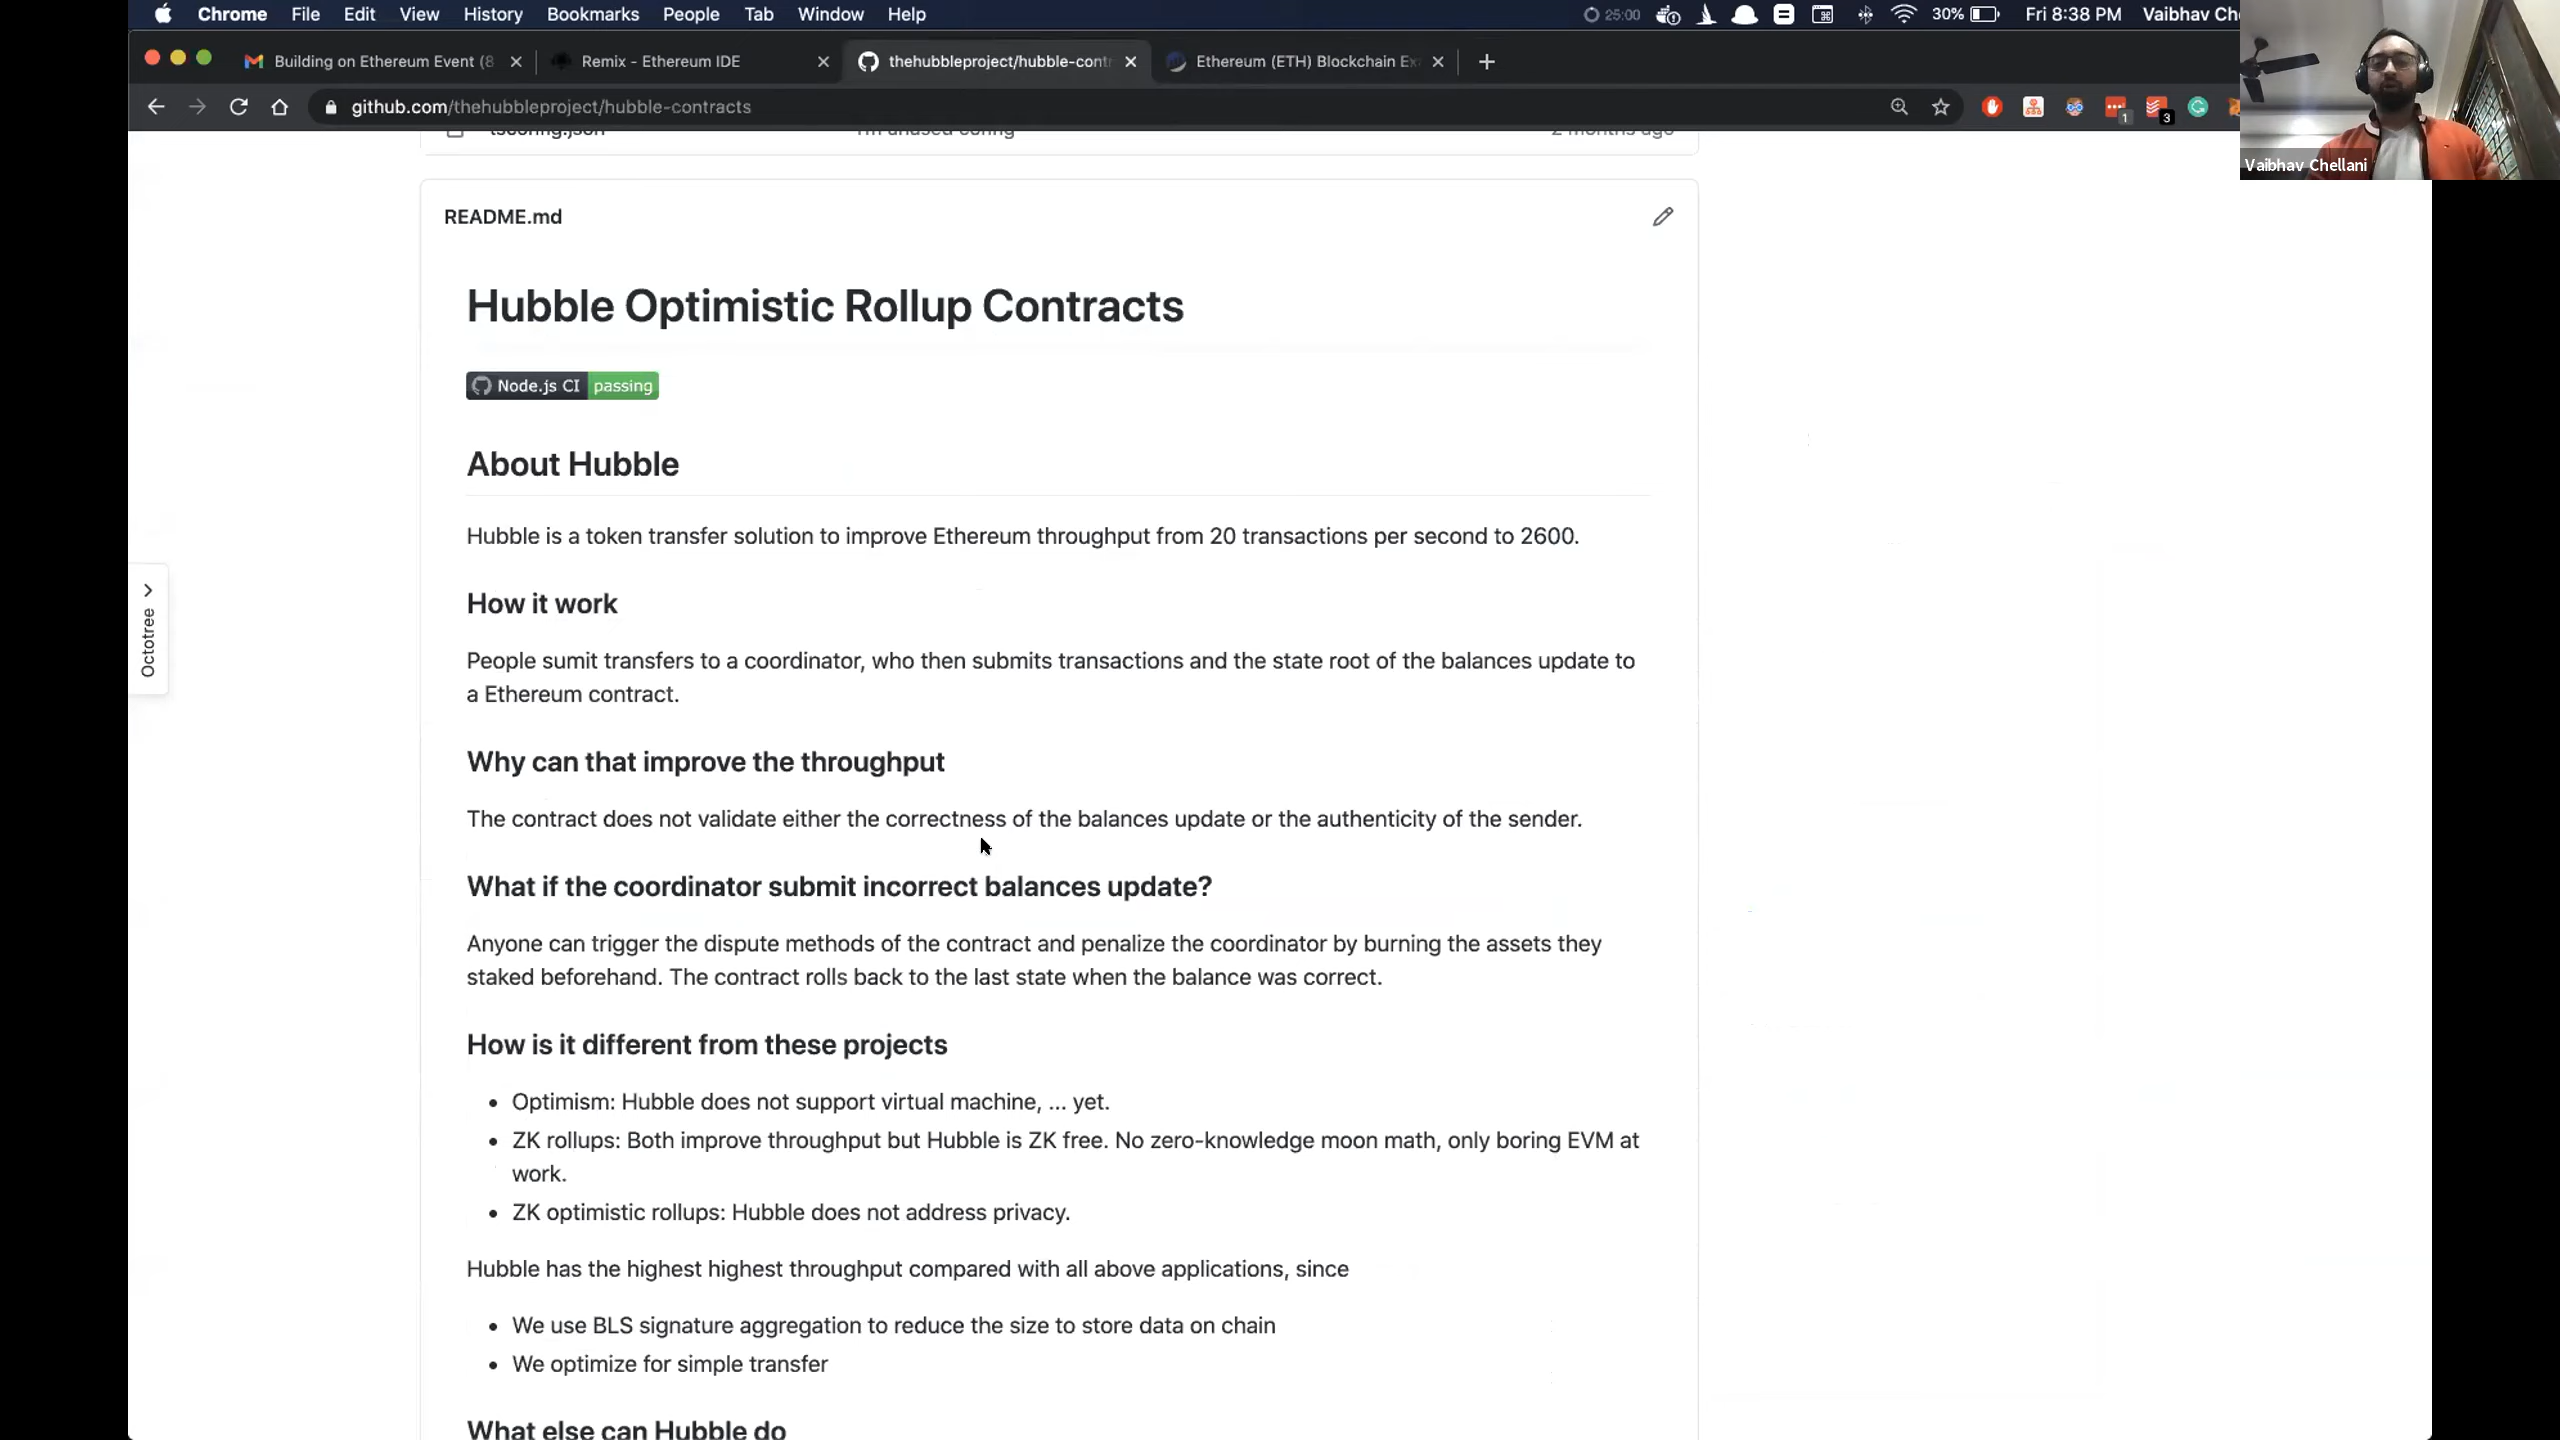 Chrome File Edit View History Bookmarks People Tab Window Help 25:00 30% Fri 8:38 PM Vaibhav Che
Building on Ethereum Event (8
Remix - Ethereum IDE
thehubbleproject/hubble-contr
Ethereum (ETH) Blockchain Ex
github.com/thehubbleproject/hubble-contracts
1
3
Vaibhav Chellani
tsconfig.json rm unused config 2 months ago
README.md
Hubble Optimistic Rollup Contracts
Node.js CI passing
About Hubble
Hubble is a token transfer solution to improve Ethereum throughput from 20 transactions per second to 2600.
How it work
Octotree
People sumit transfers to a coordinator, who then submits transactions and the state root of the balances update to
a Ethereum contract.
Why can that improve the throughput
The contract does not validate either the correctness of the balances update or the authenticity of the sender.
What if the coordinator submit incorrect balances update?
Anyone can trigger the dispute methods of the contract and penalize the coordinator by burning the assets they
staked beforehand. The contract rolls back to the last state when the balance was correct.
How is it different from these projects
• Optimism: Hubble does not support virtual machine, ... yet.
• ZK rollups: Both improve throughput but Hubble is ZK free. No zero-knowledge moon math, only boring EVM at
work.
• ZK optimistic rollups: Hubble does not address privacy.
Hubble has the highest highest throughput compared with all above applications, since
• We use BLS signature aggregation to reduce the size to store data on chain
• We optimize for simple transfer
What else can Hubble do